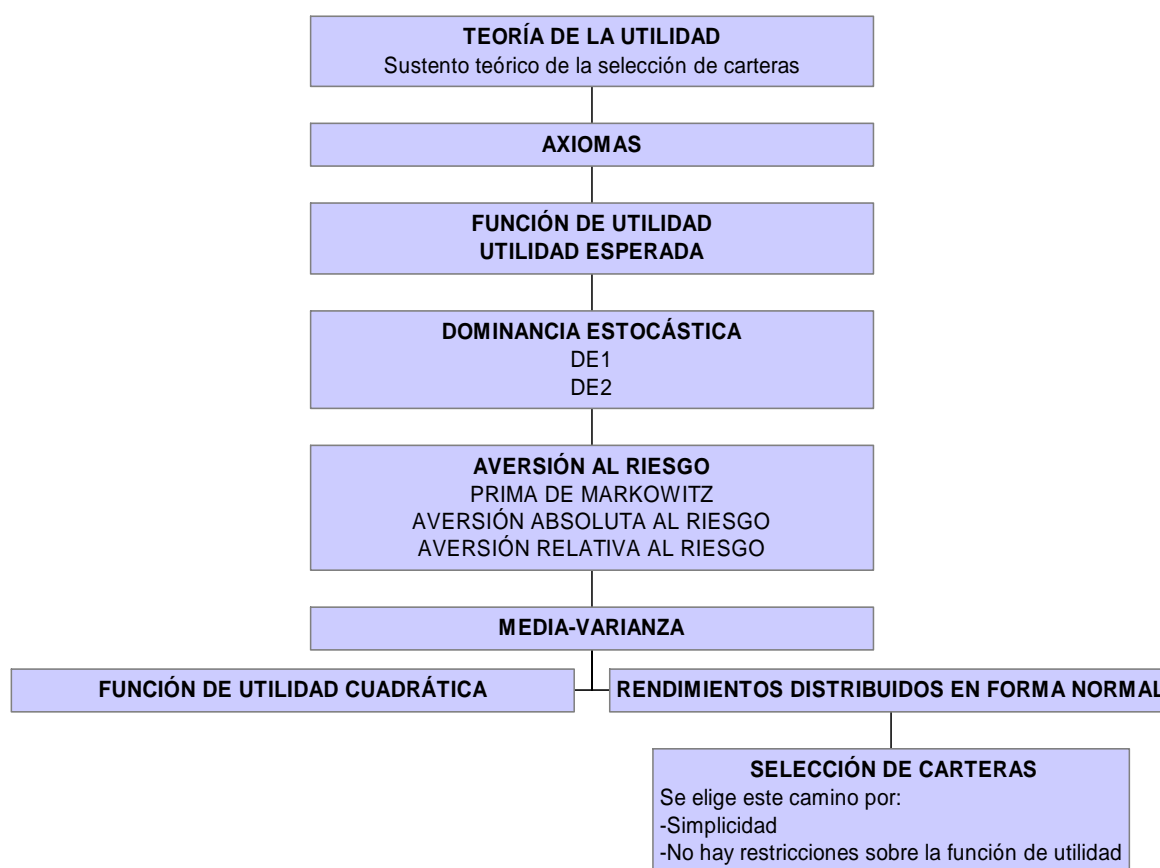 TEORÍA DE LA UTILIDAD
Sustento teórico de la selección de carteras
AXIOMAS
FUNCIÓN DE UTILIDAD
UTILIDAD ESPERADA
DOMINANCIA ESTOCÁSTICA
DE1
DE2
AVERSIÓN AL RIESGO
PRIMA DE MARKOWITZ
AVERSIÓN ABSOLUTA AL RIESGO
AVERSIÓN RELATIVA AL RIESGO
MEDIA-VARIANZA
FUNCIÓN DE UTILIDAD CUADRÁTICA
RENDIMIENTOS DISTRIBUIDOS EN FORMA NORMAL
SELECCIÓN DE CARTERAS
Se elige este camino por:
-Simplicidad
-No hay restricciones sobre la función de utilidad